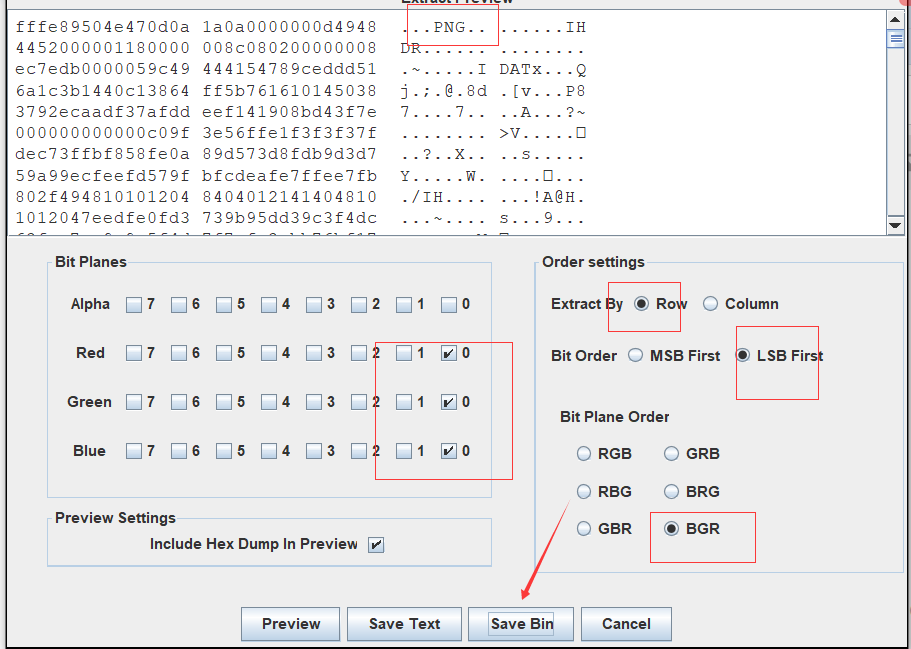 Extract Preview
fffe89504e470d0a 1a0a0000000d4948 ...PNG.. ......IH
4452000001180000 008c080200000008 DR...... ........
ec7edb0000059c49 444154789ceddd51 .~.....I DATx...Q
6a1c3b1440c13864 ff5b761610145038 j.;.@.8d .[v...P8
3792ecaadf37afdd eef141908bd43f7e 7....7.. ..A...?~
000000000000c09f 3e56ffe1f3f3f37f ........ >V.....□
dec73ffbf858fe0a 89d573d8fdb9d3d7 ..?..X.. ..s.....
59a99ecfeefd579f bfcdeafe7ffee7fb Y.....W. ....□...
802f494810101204 8404012141404810 ./IH.... ...!A@H.
1012047eedfe0fd3 739b95dd39c3f4dc ...~.... s...9...
Bit Planes
Alpha 7 6 5 4 3 2 1 0
Red 7 6 5 4 3 2 1 0
Green 7 6 5 4 3 2 1 0
Blue 7 6 5 4 3 2 1 0
Preview Settings
Include Hex Dump In Preview
Order settings
Extract By Row Column
Bit Order MSB First LSB First
Bit Plane Order
RGB GRB
RBG BRG
GBR BGR
Preview Save Text Save Bin Cancel